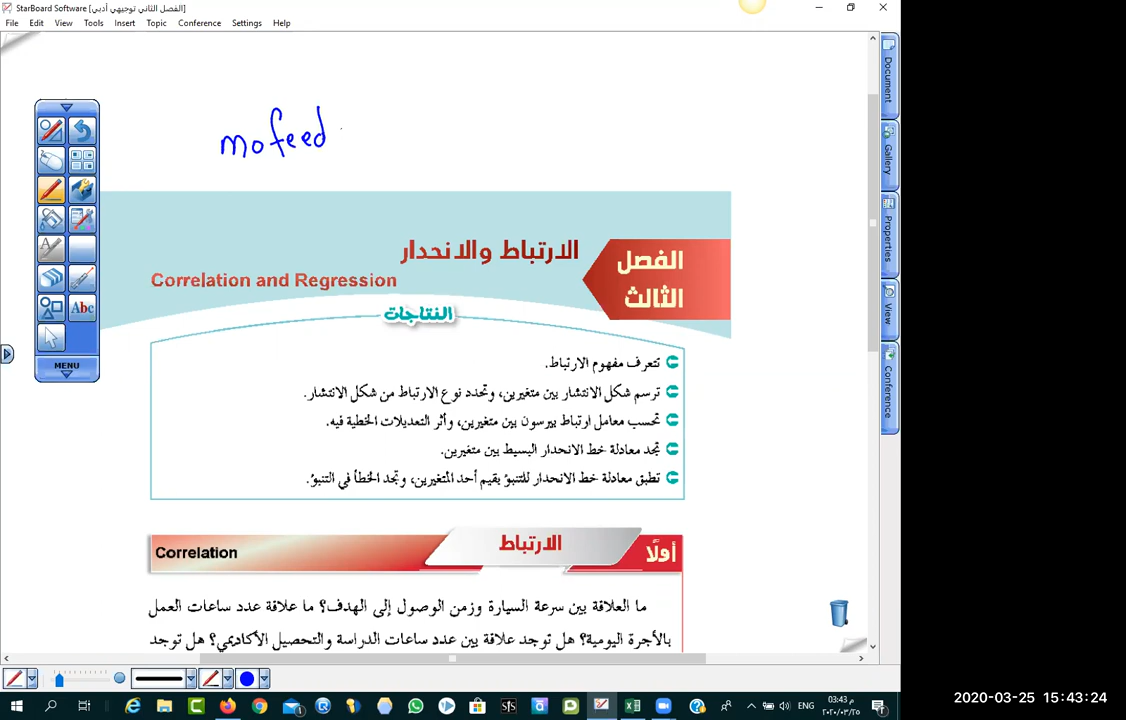 StarBoard Software [الفصل الثاني توجيهي أدبي]
File Edit View Tools Insert Topic Conference Settings Help
mofeed
الارتباط والانحدار
Correlation and Regression
الفصل
الثالث
النتاجات
تتعرف مفهوم الارتباط.
ترسم شكل الانتشار بين متغيرين، وتحدد نوع الارتباط من شكل الانتشار.
تحسب معامل ارتباط بيرسون بين متغيرين، وأثر التعديلات الخطية فيه.
تجد معادلة خط الانحدار البسيط بين متغيرين.
تطبق معادلة خط الانحدار للتنبؤ بقيم أحد المتغيرين، وتجد الخطأ في التنبؤ.
أولًا
الارتباط
Correlation
ما العلاقة بين سرعة السيارة وزمن الوصول إلى الهدف؟ ما علاقة عدد ساعات العمل
بالأجرة اليومية؟ هل توجد علاقة بين عدد ساعات الدراسة والتحصيل الأكاديمي؟ هل توجد
Abc
MENU
Document
Gallery
Properties
View
Conference
ENG
03:43 م
٢٠٢٠/٠٣/٢٥
2020-03-25 15:43:24